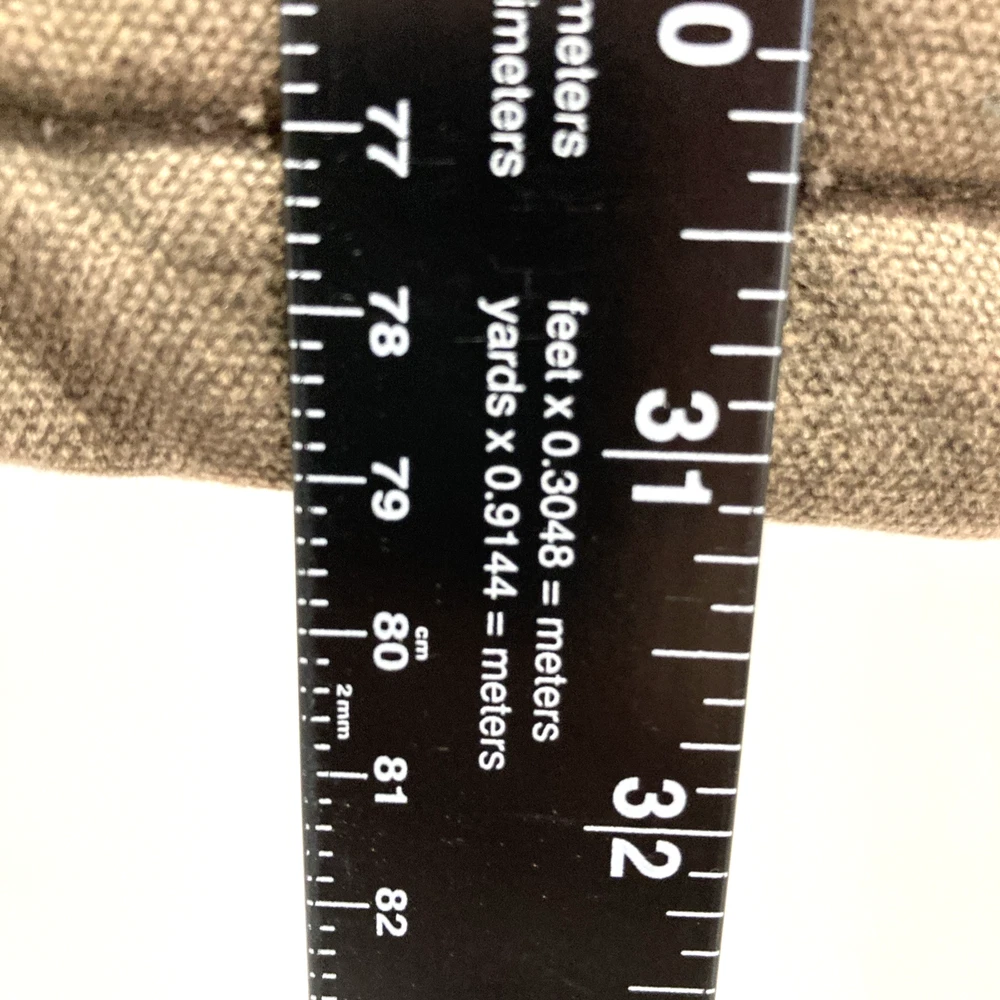 meters
imeters
feet x 0.3048 = meters
yards x 0.9144 = meters
0
31
32
77
78
79
80
cm
2mm
81
82